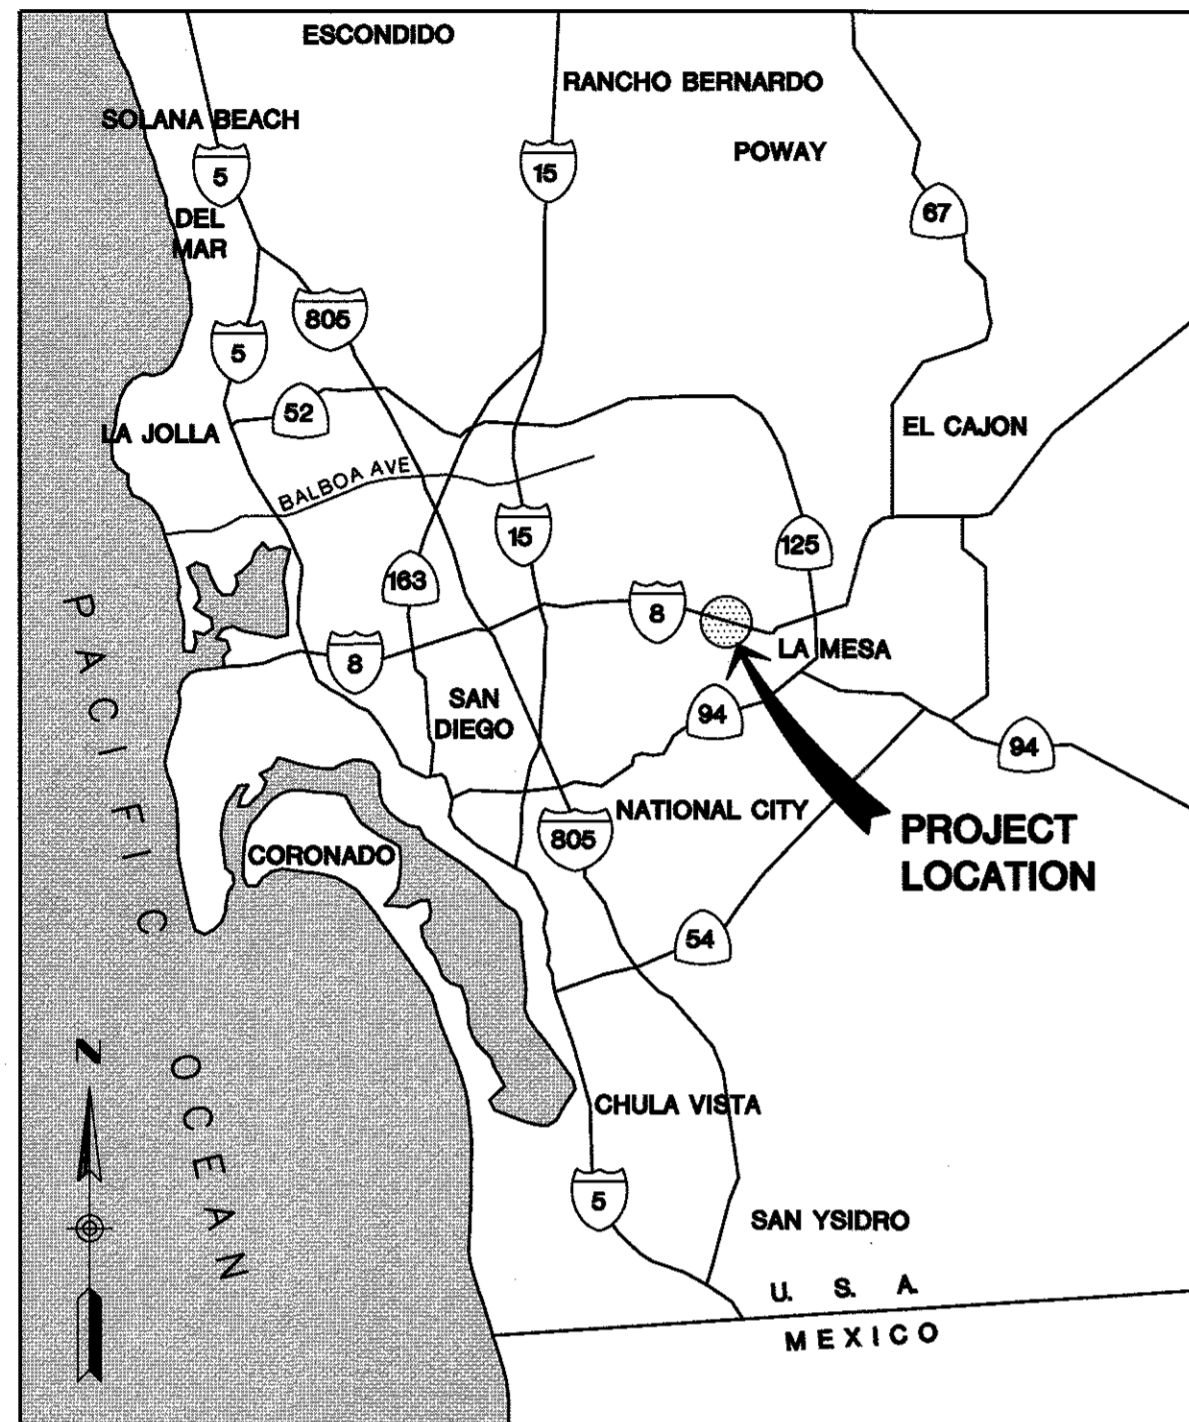 ESCONDIDO
RANCHO BERNARDO
SOLANA BEACH
POWAY
5
15
67
DEL
MAR
805
5
52
LA JOLLA
EL CAJON
BALBOA AVE
15
125
163
8
8
LA MESA
SAN
DIEGO
94
94
NATIONAL CITY
805
PROJECT
LOCATION
CORONADO
54
PACIFIC
OCEAN
N
CHULA VISTA
5
SAN YSIDRO
U. S. A.
MEXICO